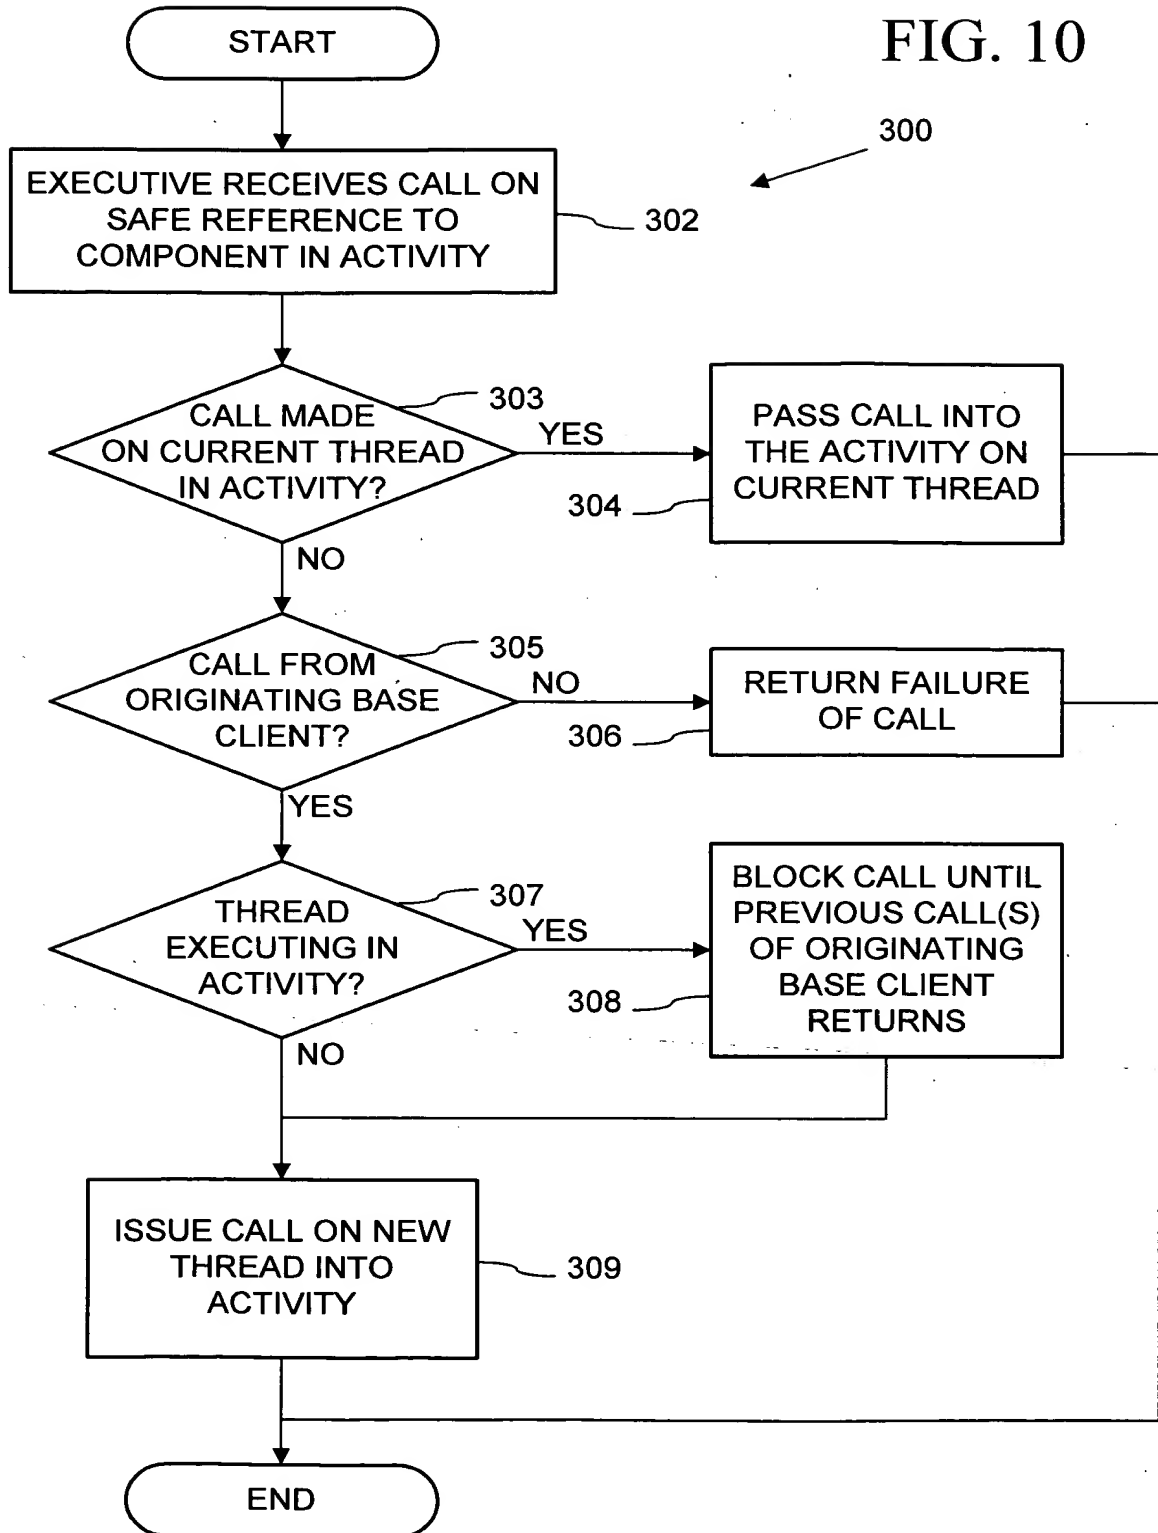 START
FIG. 10
300
EXECUTIVE RECEIVES CALL ON
SAFE REFERENCE TO
COMPONENT IN ACTIVITY
302
CALL MADE
ON CURRENT THREAD
IN ACTIVITY?
303
YES
PASS CALL INTO
THE ACTIVITY ON
CURRENT THREAD
304
NO
CALL FROM
ORIGINATING BASE
CLIENT?
305
NO
RETURN FAILURE
OF CALL
306
YES
THREAD
EXECUTING IN
ACTIVITY?
307
YES
BLOCK CALL UNTIL
PREVIOUS CALL(S)
OF ORIGINATING
BASE CLIENT
RETURNS
308
NO
ISSUE CALL ON NEW
THREAD INTO
ACTIVITY
309
END